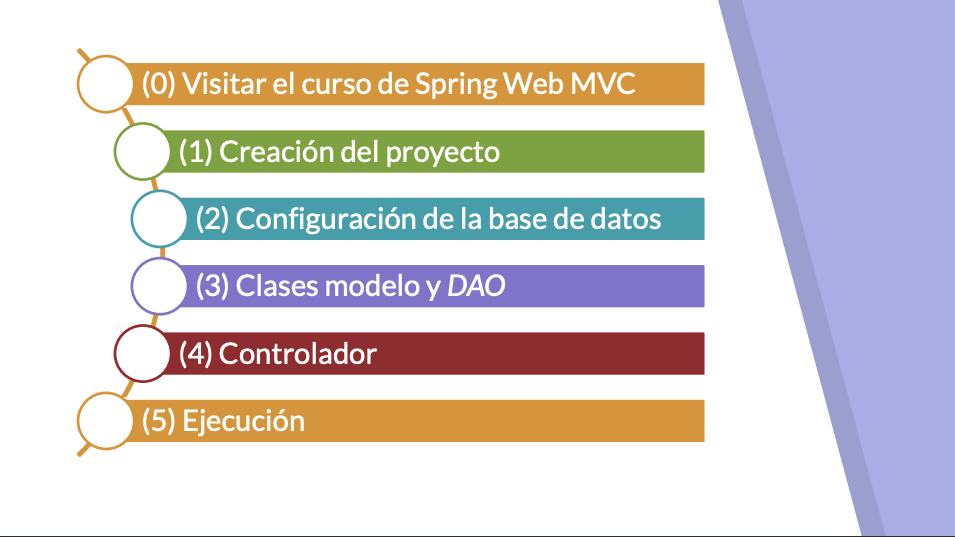 (0) Visitar el curso de Spring Web MVC
(1) Creación del proyecto
(2) Configuración de la base de datos
(3) Clases modelo y DAO
(4) Controlador
(5) Ejecución